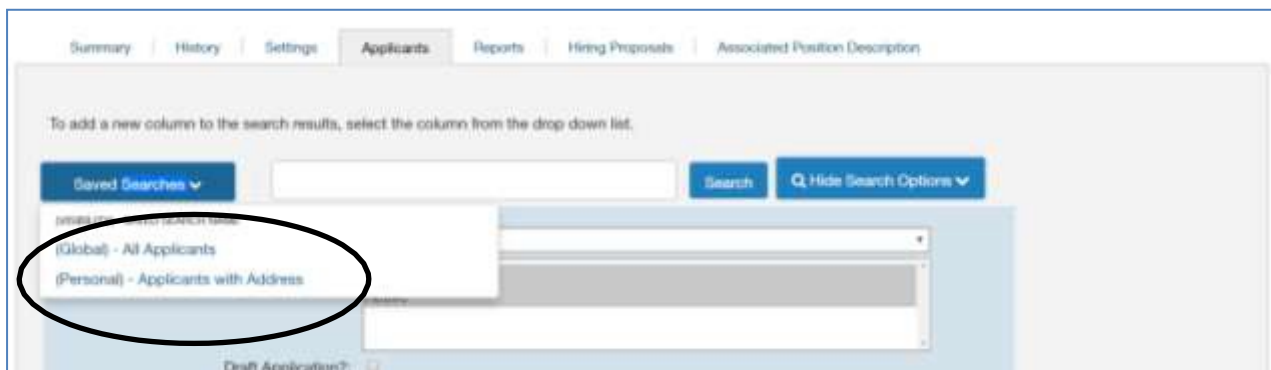 Summary History Settings Applicants Reports Hiring Proposals Associated Position Description
To add a new column to the search results, select the column from the drop down list.
Saved Searches Search Hide Search Options
(Global) - All Applicants
(Personal) - Applicants with Address
Draft Application?: